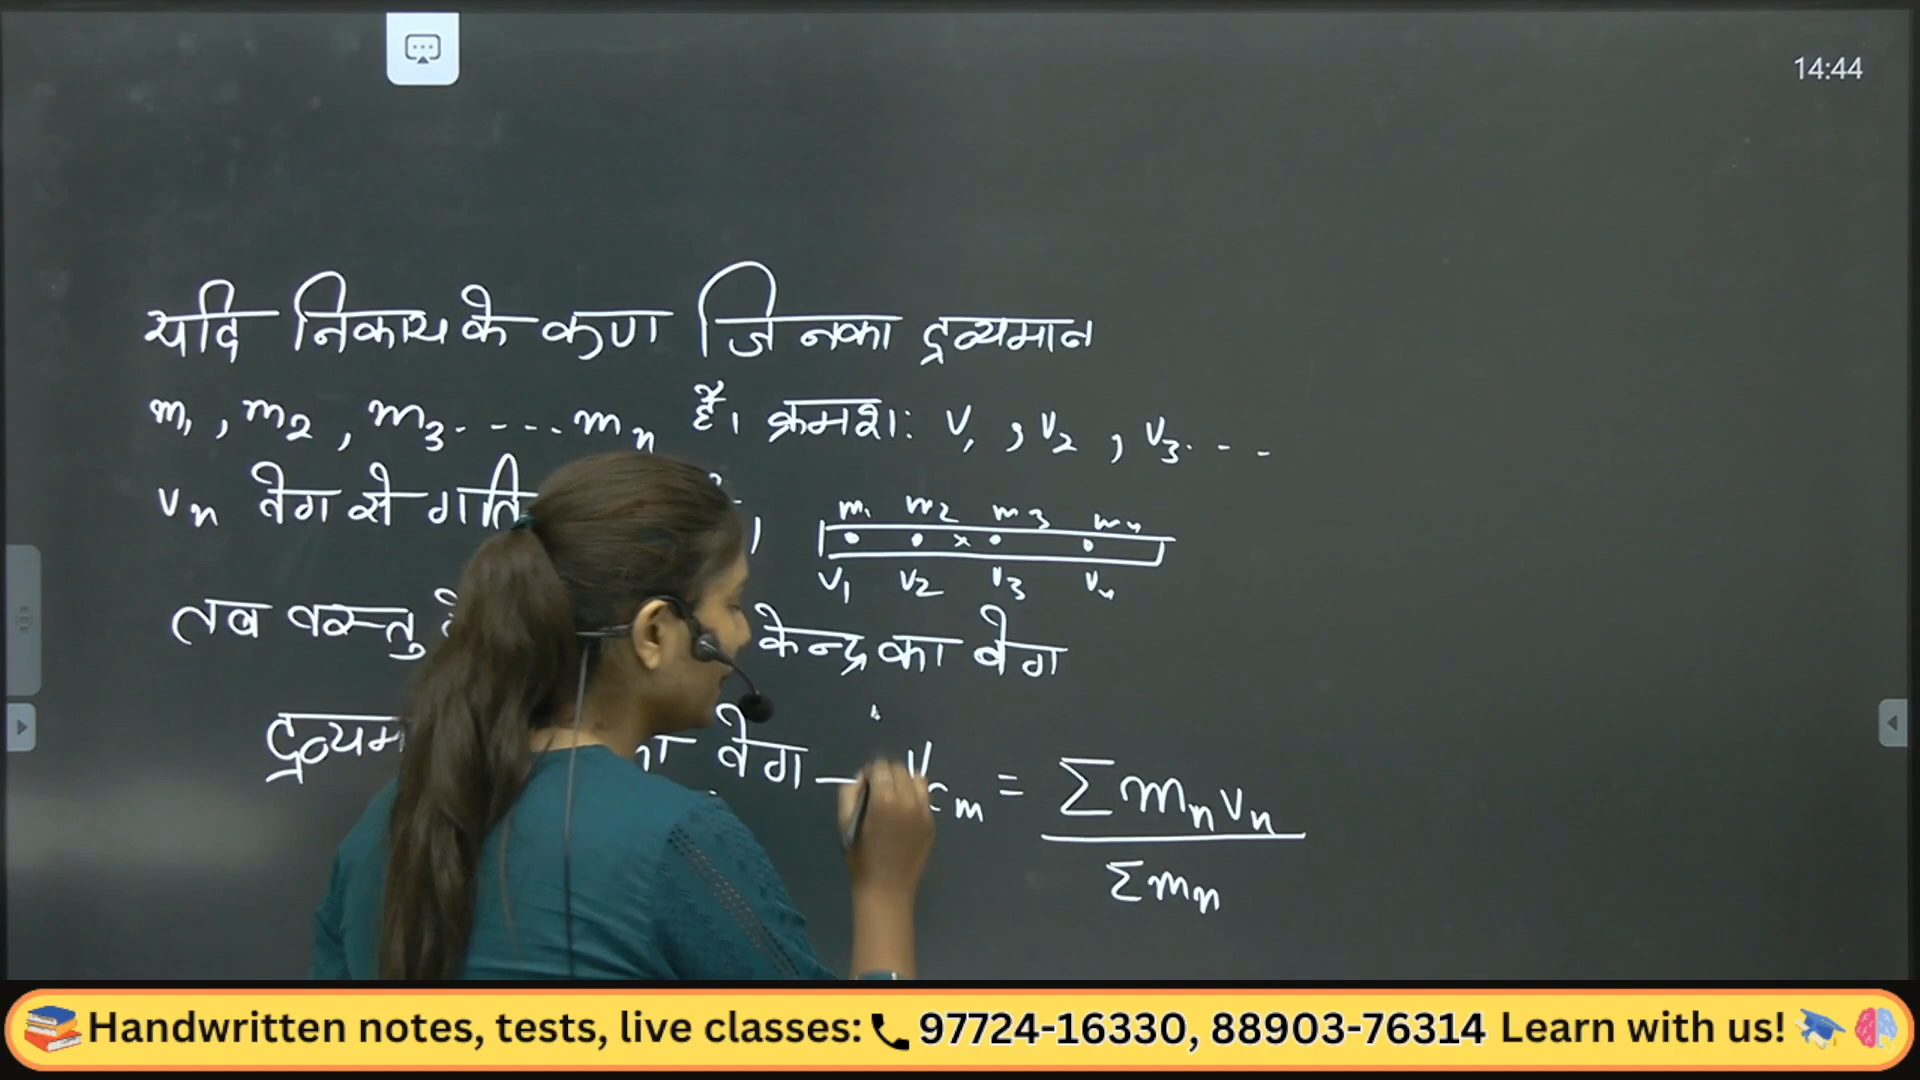 14:44
यदि निकाय के कण जिनका द्रव्यमान
m₁, m₂, m₃.----.mₙ हैं। क्रमशः v₁, v₂, v₃.--
vₙ वेग से गति
m₁ m₂ m₃ m₄
v₁ v₂ v₃ v₄
तब वस्तु केन्द्र का वेग
वेग — Vcm = Σmₙvₙ / Σmₙ
Handwritten notes, tests, live classes: 97724-16330, 88903-76314 Learn with us!